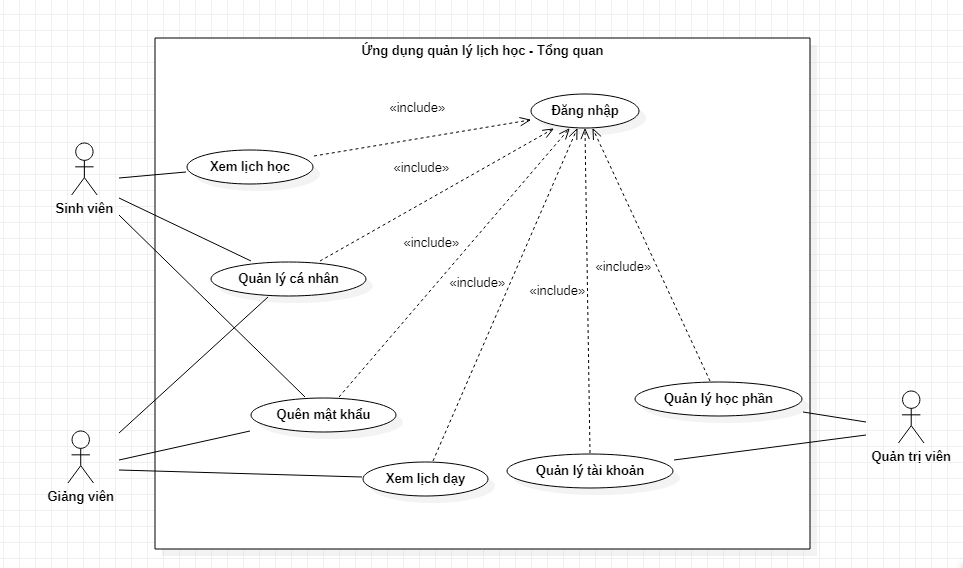 Ứng dụng quản lý lịch học - Tổng quan
«include»
Đăng nhập
Xem lịch học
«include»
Sinh viên
«include»
«include»
«include»
«include»
Quản lý cá nhân
Quên mật khẩu
Quản lý học phần
Xem lịch dạy
Quản lý tài khoản
Quản trị viên
Giảng viên